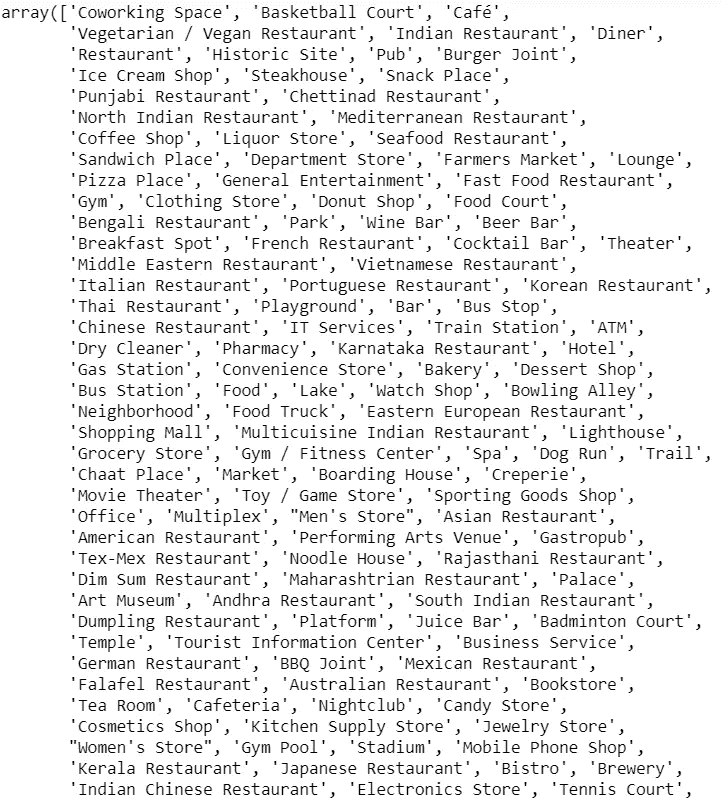 array(['Coworking Space', 'Basketball Court', 'Café',
'Vegetarian / Vegan Restaurant', 'Indian Restaurant', 'Diner',
'Restaurant', 'Historic Site', 'Pub', 'Burger Joint',
'Ice Cream Shop', 'Steakhouse', 'Snack Place',
'Punjabi Restaurant', 'Chettinad Restaurant',
'North Indian Restaurant', 'Mediterranean Restaurant',
'Coffee Shop', 'Liquor Store', 'Seafood Restaurant',
'Sandwich Place', 'Department Store', 'Farmers Market', 'Lounge',
'Pizza Place', 'General Entertainment', 'Fast Food Restaurant',
'Gym', 'Clothing Store', 'Donut Shop', 'Food Court',
'Bengali Restaurant', 'Park', 'Wine Bar', 'Beer Bar',
'Breakfast Spot', 'French Restaurant', 'Cocktail Bar', 'Theater',
'Middle Eastern Restaurant', 'Vietnamese Restaurant',
'Italian Restaurant', 'Portuguese Restaurant', 'Korean Restaurant',
'Thai Restaurant', 'Playground', 'Bar', 'Bus Stop',
'Chinese Restaurant', 'IT Services', 'Train Station', 'ATM',
'Dry Cleaner', 'Pharmacy', 'Karnataka Restaurant', 'Hotel',
'Gas Station', 'Convenience Store', 'Bakery', 'Dessert Shop',
'Bus Station', 'Food', 'Lake', 'Watch Shop', 'Bowling Alley',
'Neighborhood', 'Food Truck', 'Eastern European Restaurant',
'Shopping Mall', 'Multicuisine Indian Restaurant', 'Lighthouse',
'Grocery Store', 'Gym / Fitness Center', 'Spa', 'Dog Run', 'Trail',
'Chaat Place', 'Market', 'Boarding House', 'Creperie',
'Movie Theater', 'Toy / Game Store', 'Sporting Goods Shop',
'Office', 'Multiplex', "Men's Store", 'Asian Restaurant',
'American Restaurant', 'Performing Arts Venue', 'Gastropub',
'Tex-Mex Restaurant', 'Noodle House', 'Rajasthani Restaurant',
'Dim Sum Restaurant', 'Maharashtrian Restaurant', 'Palace',
'Art Museum', 'Andhra Restaurant', 'South Indian Restaurant',
'Dumpling Restaurant', 'Platform', 'Juice Bar', 'Badminton Court',
'Temple', 'Tourist Information Center', 'Business Service',
'German Restaurant', 'BBQ Joint', 'Mexican Restaurant',
'Falafel Restaurant', 'Australian Restaurant', 'Bookstore',
'Tea Room', 'Cafeteria', 'Nightclub', 'Candy Store',
'Cosmetics Shop', 'Kitchen Supply Store', 'Jewelry Store',
"Women's Store", 'Gym Pool', 'Stadium', 'Mobile Phone Shop',
'Kerala Restaurant', 'Japanese Restaurant', 'Bistro', 'Brewery',
'Indian Chinese Restaurant', 'Electronics Store', 'Tennis Court',